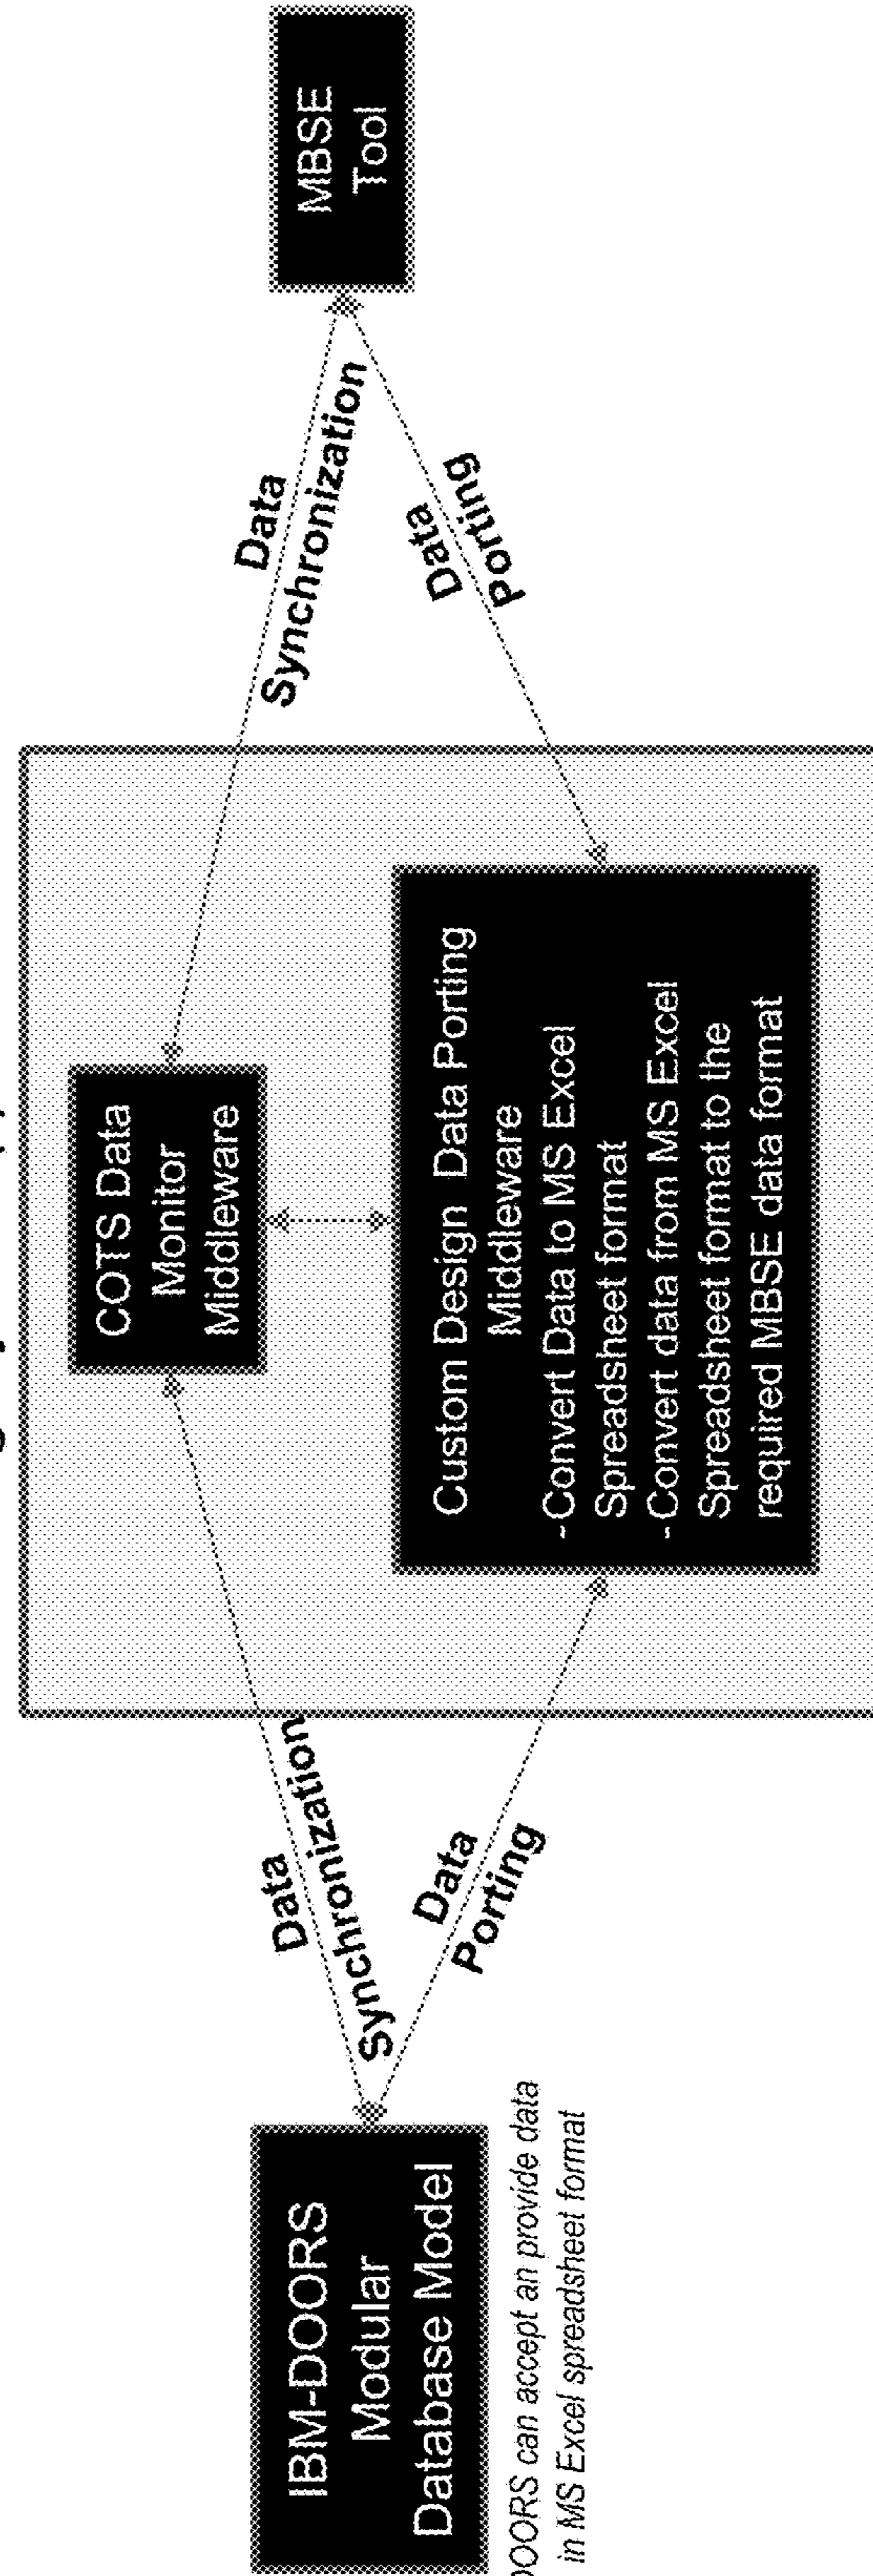 IBM-DOORS
Modular
Database Model
DOORS can accept an provide data
in MS Excel spreadsheet format
Data
Synchronization
Data
Porting
COTS Data
Monitor
Middleware
Custom Design Data Porting
Middleware
-Convert Data to MS Excel
Spreadsheet format
-Convert data from MS Excel
Spreadsheet format to the
required MBSE data format
Data
Synchronization
Data
Porting
MBSE
Tool